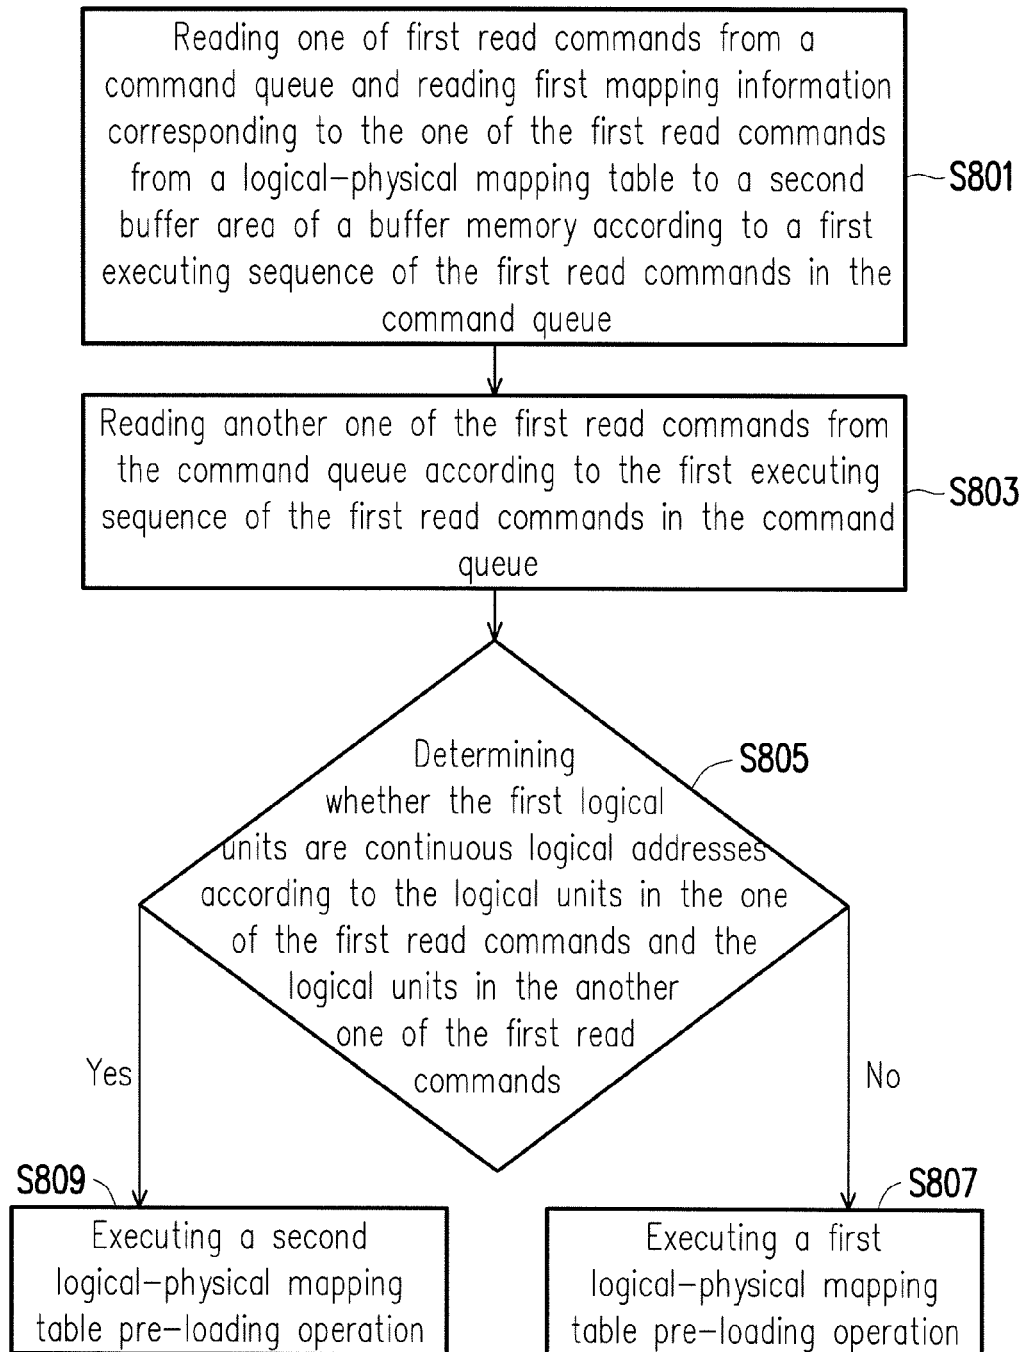 Reading one of first read commands from a
command queue and reading first mapping information
corresponding to the one of the first read commands
from a logical-physical mapping table to a second
buffer area of a buffer memory according to a first
executing sequence of the first read commands in the
command queue
S801
Reading another one of the first read commands from
the command queue according to the first executing
sequence of the first read commands in the command
queue
S803
Determining
whether the first logical
units are continuous logical addresses
according to the logical units in the one
of the first read commands and the
logical units in the another
one of the first read
commands
S805
Yes
No
S809
Executing a second
logical-physical mapping
table pre-loading operation
S807
Executing a first
logical-physical mapping
table pre-loading operation